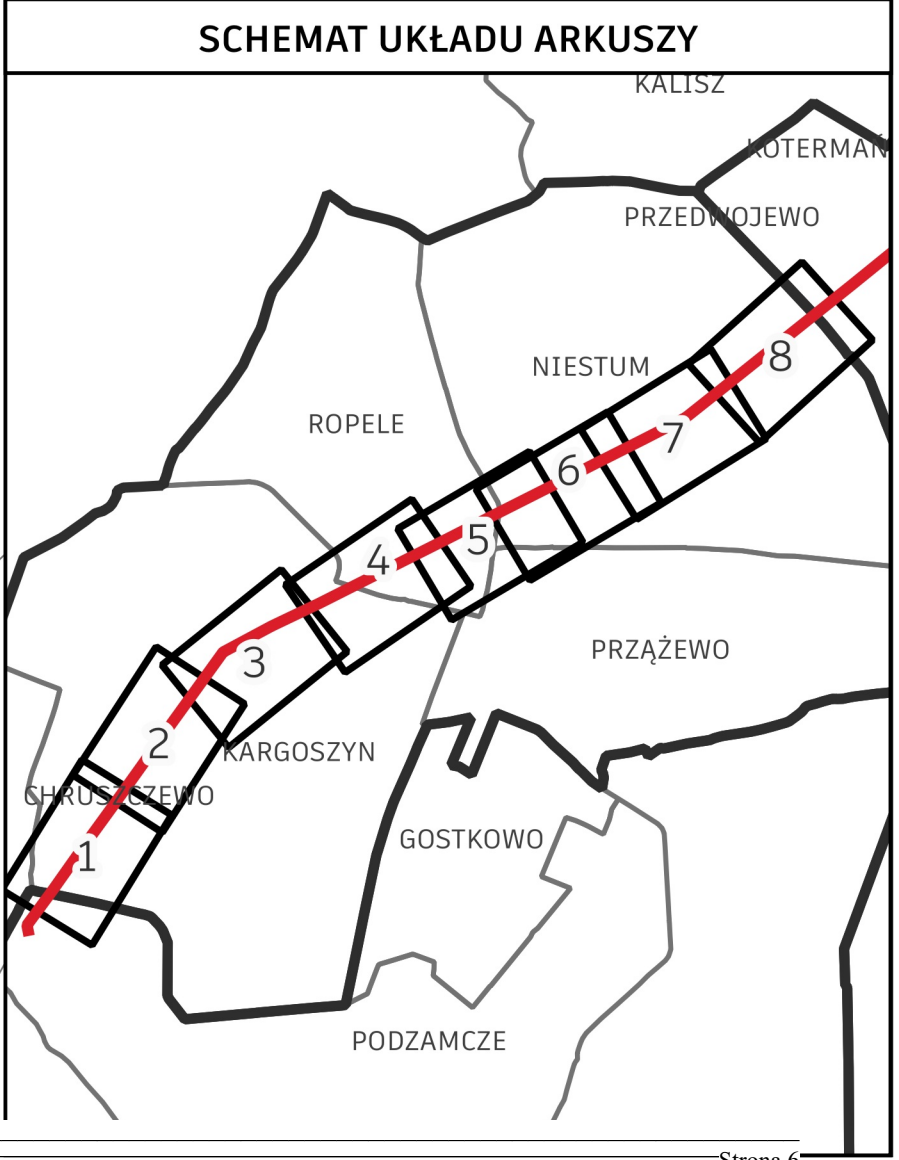 SCHEMAT UKŁADU ARKUSZY
KALISZ
KOTERMAŃ
PRZEDWOJEWO
8
NIESTUM
ROPELE
7
6
5
4
PRZĄŻEWO
3
2
KARGOSZYN
CHRUSZCZEWO
GOSTKOWO
1
PODZAMCZE
Strona 6